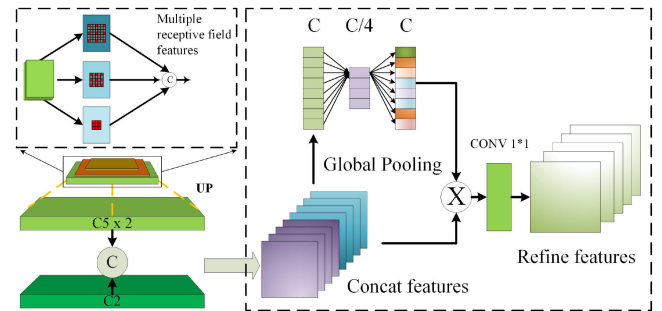 Multiple
receptive field
features
C
UP
C5 x 2
C
C2
C
C/4
C
Global Pooling
X
CONV 1*1
Concat features
Refine features